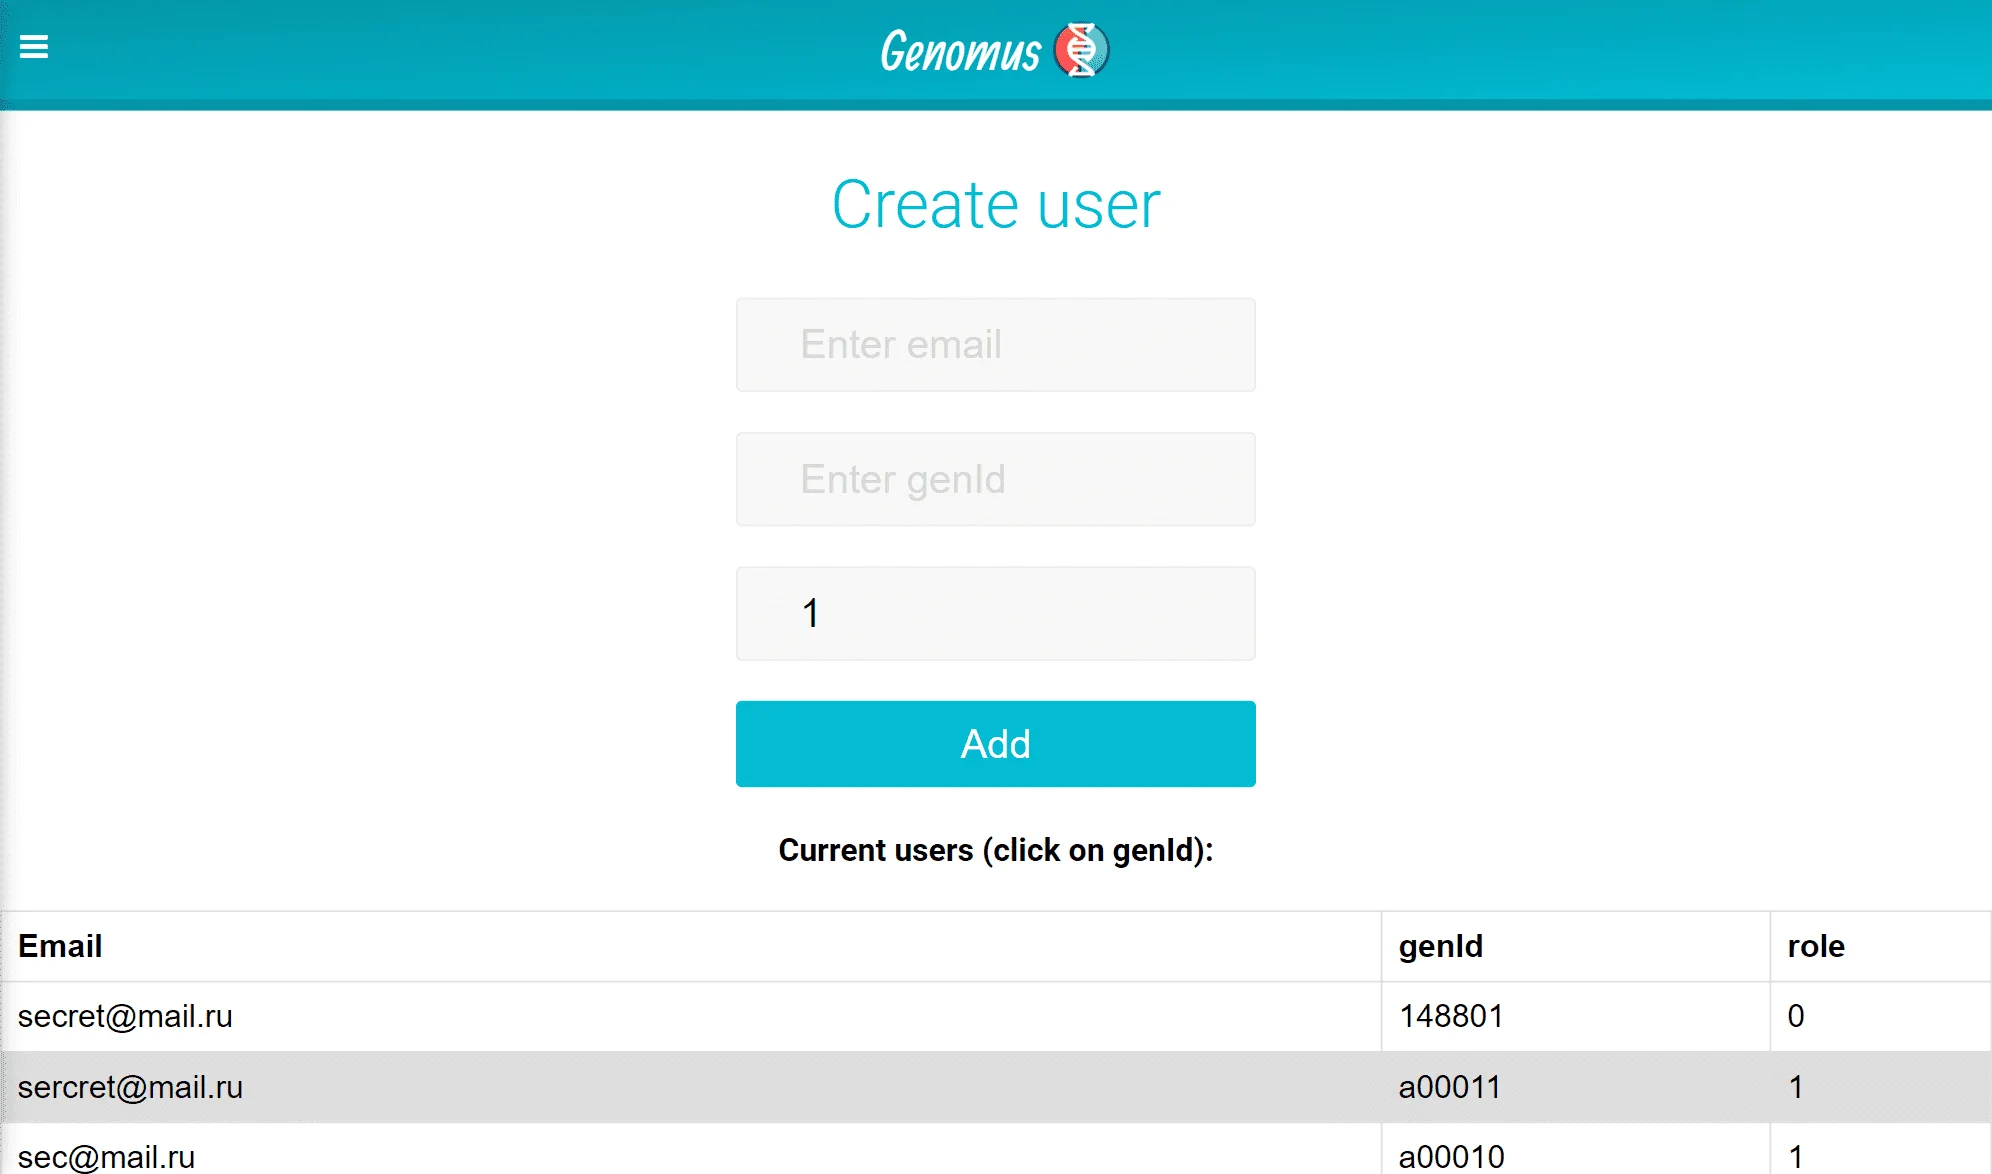 Genomus
Create user
Enter email
Enter genId
1
Add
Current users (click on genId):
Email genId role
secret@mail.ru 148801 0
sercret@mail.ru a00011 1
sec@mail.ru a00010 1